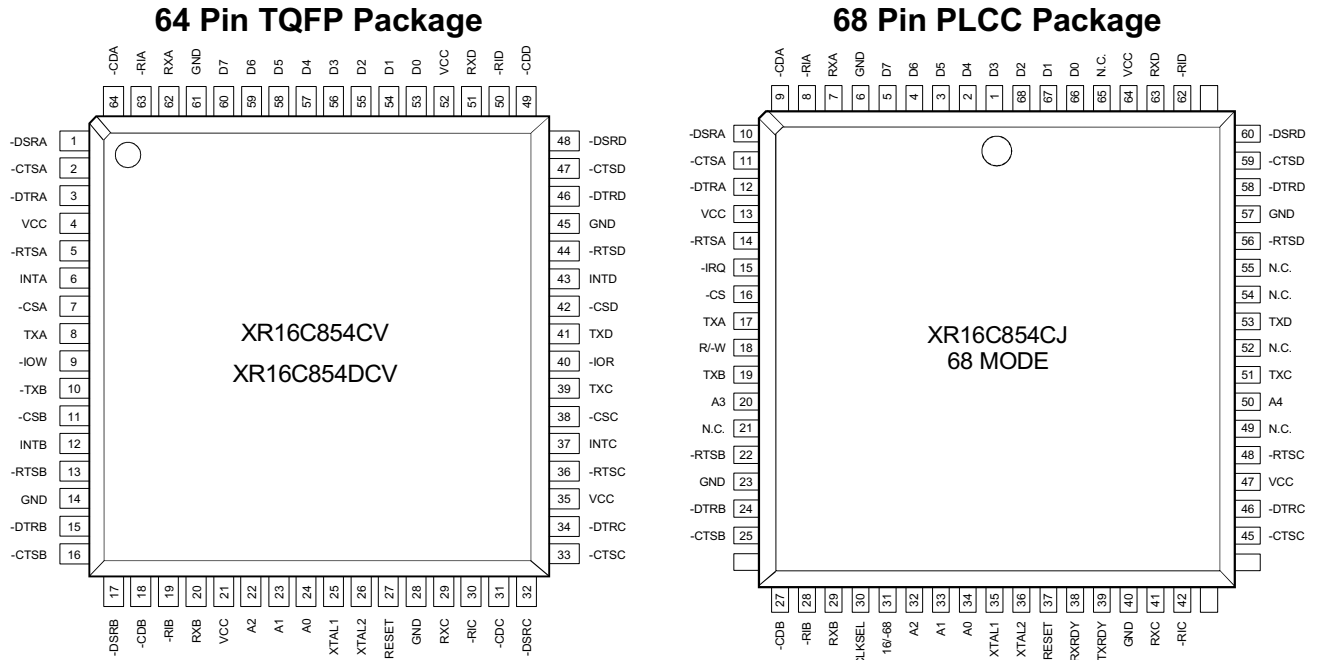 64 Pin TQFP Package
68 Pin PLCC Package
-CDA -RIA RXA GND D7 D6 D5 D4 D3 D2 D1 D0 VCC RXD -RID -CDD
64 63 62 61 60 59 58 57 56 55 54 53 52 51 50 49
-DSRA 1
-CTSA 2
-DTRA 3
VCC 4
-RTSA 5
INTA 6
-CSA 7
TXA 8
-IOW 9
-TXB 10
-CSB 11
INTB 12
-RTSB 13
GND 14
-DTRB 15
-CTSB 16
XR16C854CV
XR16C854DCV
48 -DSRD
47 -CTSD
46 -DTRD
45 GND
44 -RTSD
43 INTD
42 -CSD
41 TXD
40 -IOR
39 TXC
38 -CSC
37 INTC
36 -RTSC
35 VCC
34 -DTRC
33 -CTSC
17 18 19 20 21 22 23 24 25 26 27 28 29 30 31 32
-DSRB -CDB -RIB RXB VCC A2 A1 A0 XTAL1 XTAL2 RESET GND RXC -RIC -CDC -DSRC
-CDA -RIA RXA GND D7 D6 D5 D4 D3 D2 D1 D0 N.C. VCC RXD -RID
9 8 7 6 5 4 3 2 1 68 67 66 65 64 63 62
-DSRA 10
-CTSA 11
-DTRA 12
VCC 13
-RTSA 14
-IRQ 15
-CS 16
TXA 17
R/-W 18
TXB 19
A3 20
N.C. 21
-RTSB 22
GND 23
-DTRB 24
-CTSB 25
XR16C854CJ
68 MODE
60 -DSRD
59 -CTSD
58 -DTRD
57 GND
56 -RTSD
55 N.C.
54 N.C.
53 TXD
52 N.C.
51 TXC
50 A4
49 N.C.
48 -RTSC
47 VCC
46 -DTRC
45 -CTSC
27 28 29 30 31 32 33 34 35 36 37 38 39 40 41 42
-CDB -RIB RXB CLKSEL 16/-68 A2 A1 A0 XTAL1 XTAL2 RESET RXRDY TXRDY GND RXC -RIC